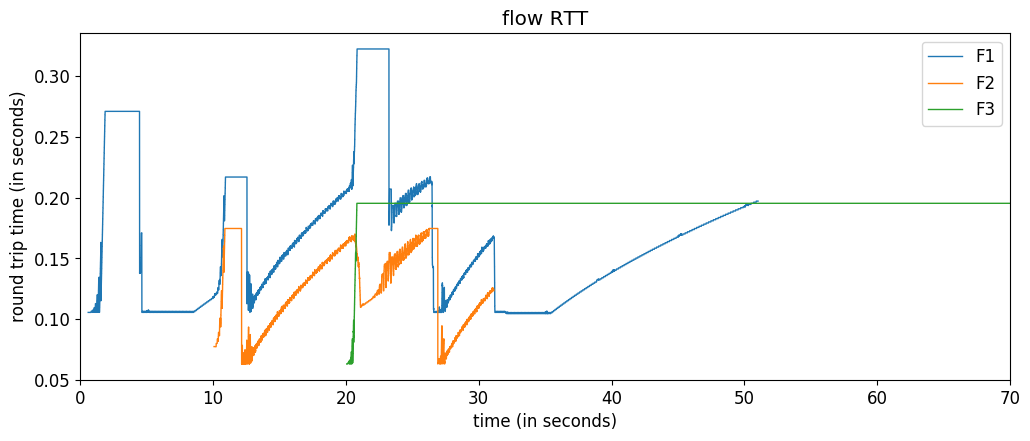 flow RTT
round trip time (in seconds)
0.30
0.25
0.20
0.15
0.10
0.05
F1
F2
F3
0 10 20 30 40 50 60 70
time (in seconds)